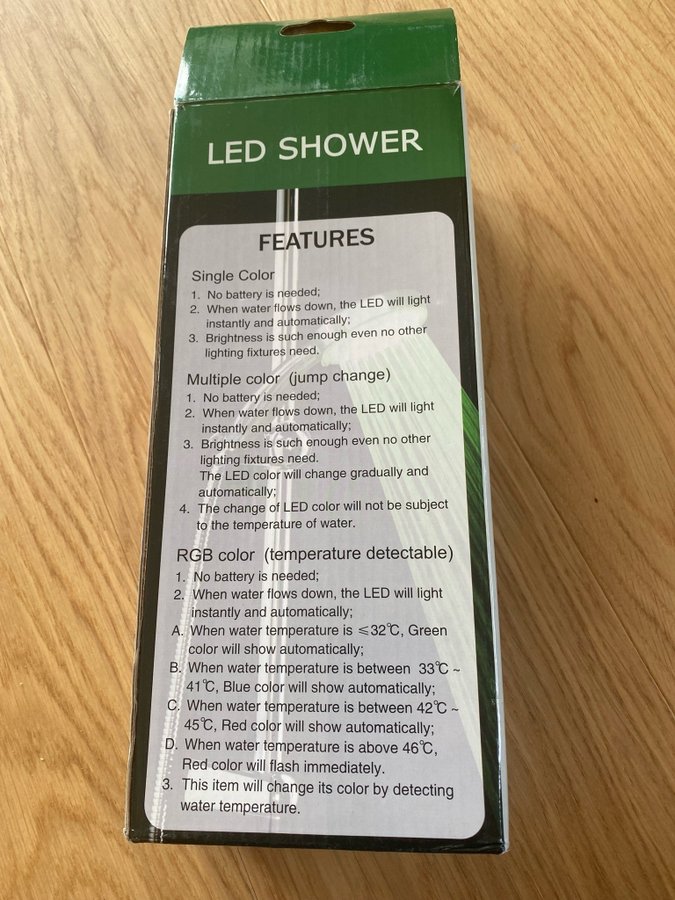 LED SHOWER
FEATURES
Single Color
1. No battery is needed;
2. When water flows down, the LED will light
instantly and automatically;
3. Brightness is such enough even no other
lighting fixtures need.
Multiple color (jump change)
1. No battery is needed;
2. When water flows down, the LED will light
instantly and automatically;
3. Brightness is such enough even no other
lighting fixtures need.
The LED color will change gradually and
automatically;
4. The change of LED color will not be subject
to the temperature of water.
RGB color (temperature detectable)
1. No battery is needed;
2. When water flows down, the LED will light
instantly and automatically;
A. When water temperature is ≤32℃, Green
color will show automatically;
B. When water temperature is between 33℃ ~
41℃, Blue color will show automatically;
C. When water temperature is between 42℃ ~
45℃, Red color will show automatically;
D. When water temperature is above 46℃,
Red color will flash immediately.
3. This item will change its color by detecting
water temperature.